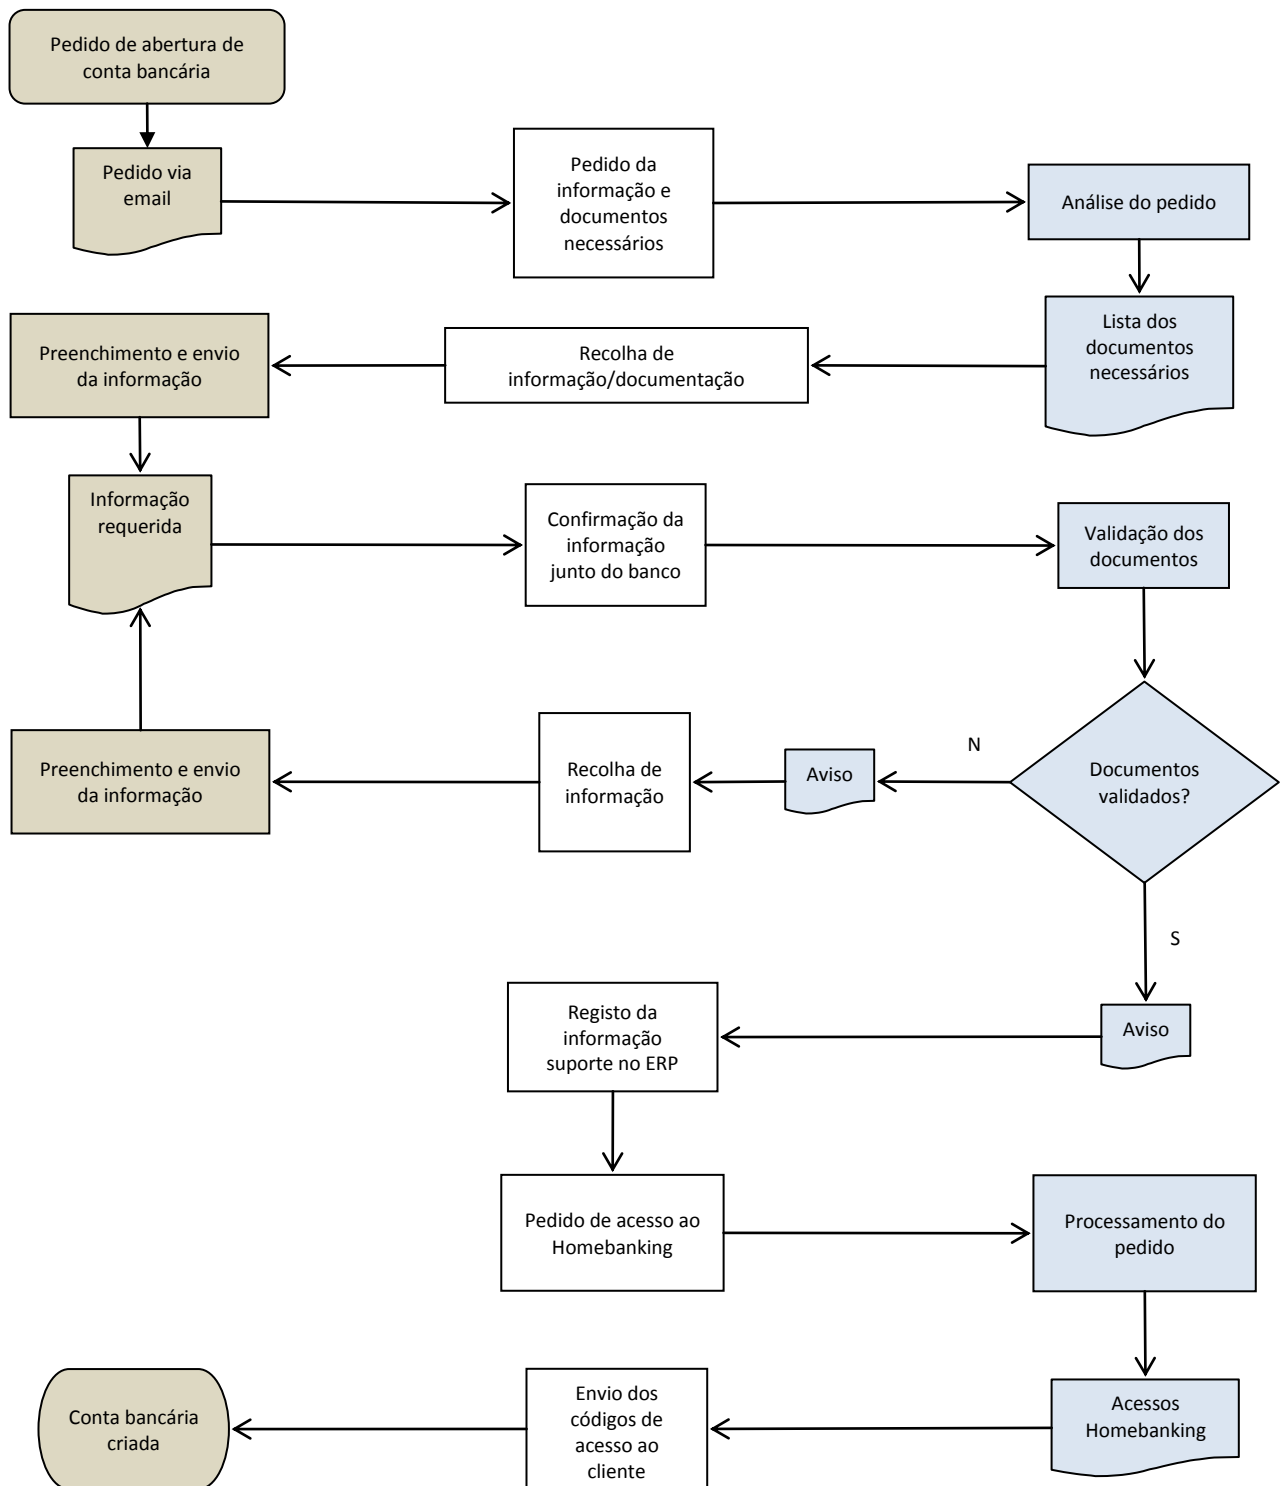 Pedido de abertura de
conta bancária
Pedido via
email
Pedido da
informação e
documentos
necessários
Análise do pedido
Lista dos
documentos
necessários
Recolha de
informação/documentação
Preenchimento e envio
da informação
Informação
requerida
Confirmação da
informação
junto do banco
Validação dos
documentos
Documentos
validados?
N
Aviso
Recolha de
informação
Preenchimento e envio
da informação
S
Aviso
Registo da
informação
suporte no ERP
Pedido de acesso ao
Homebanking
Processamento do
pedido
Acessos
Homebanking
Envio dos
códigos de
acesso ao
cliente
Conta bancária
criada